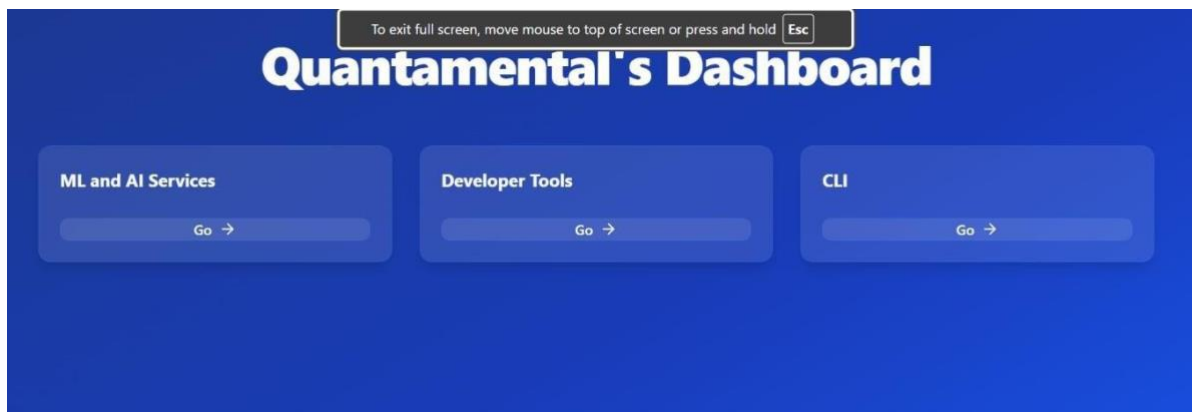 To exit full screen, move mouse to top of screen or press and hold Esc
Quantamental's Dashboard
ML and AI Services
Go →
Developer Tools
Go →
CLI
Go →